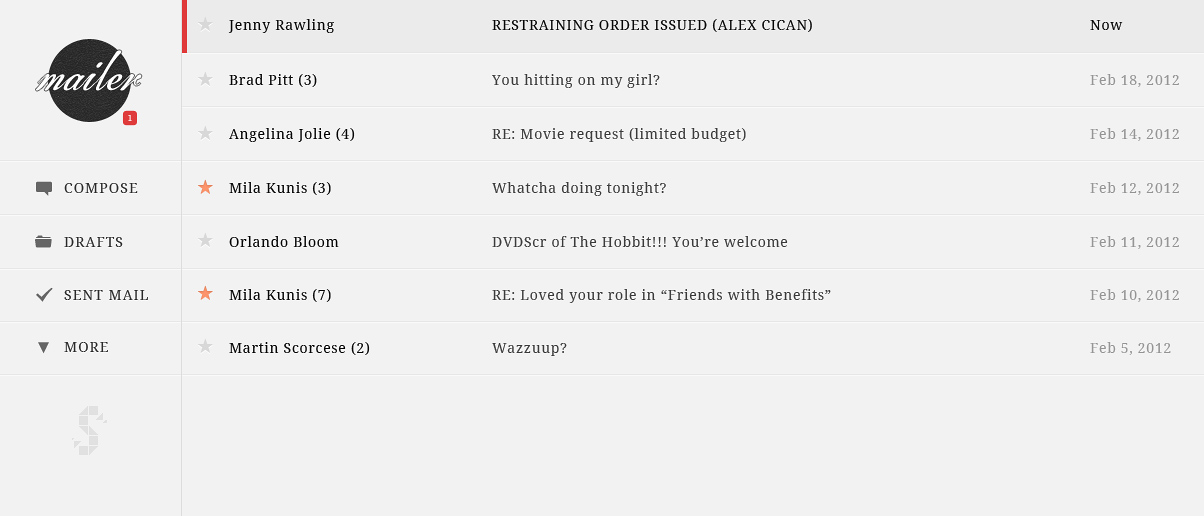 mailer
1
COMPOSE
DRAFTS
SENT MAIL
MORE
Jenny Rawling RESTRAINING ORDER ISSUED (ALEX CICAN) Now
Brad Pitt (3) You hitting on my girl? Feb 18, 2012
Angelina Jolie (4) RE: Movie request (limited budget) Feb 14, 2012
Mila Kunis (3) Whatcha doing tonight? Feb 12, 2012
Orlando Bloom DVDScr of The Hobbit!!! You’re welcome Feb 11, 2012
Mila Kunis (7) RE: Loved your role in “Friends with Benefits” Feb 10, 2012
Martin Scorcese (2) Wazzuup? Feb 5, 2012